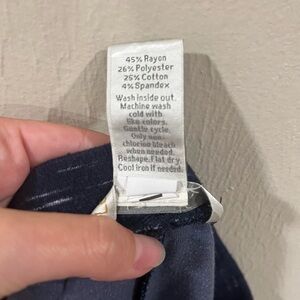 45% Rayon
26% Polyester
25% Cotton
4% Spandex
Wash inside out.
Machine wash
cold with
like colors.
Gentle cycle.
Only non-
chlorine bleach
when needed.
Reshape. Flat dry.
Cool iron if needed.